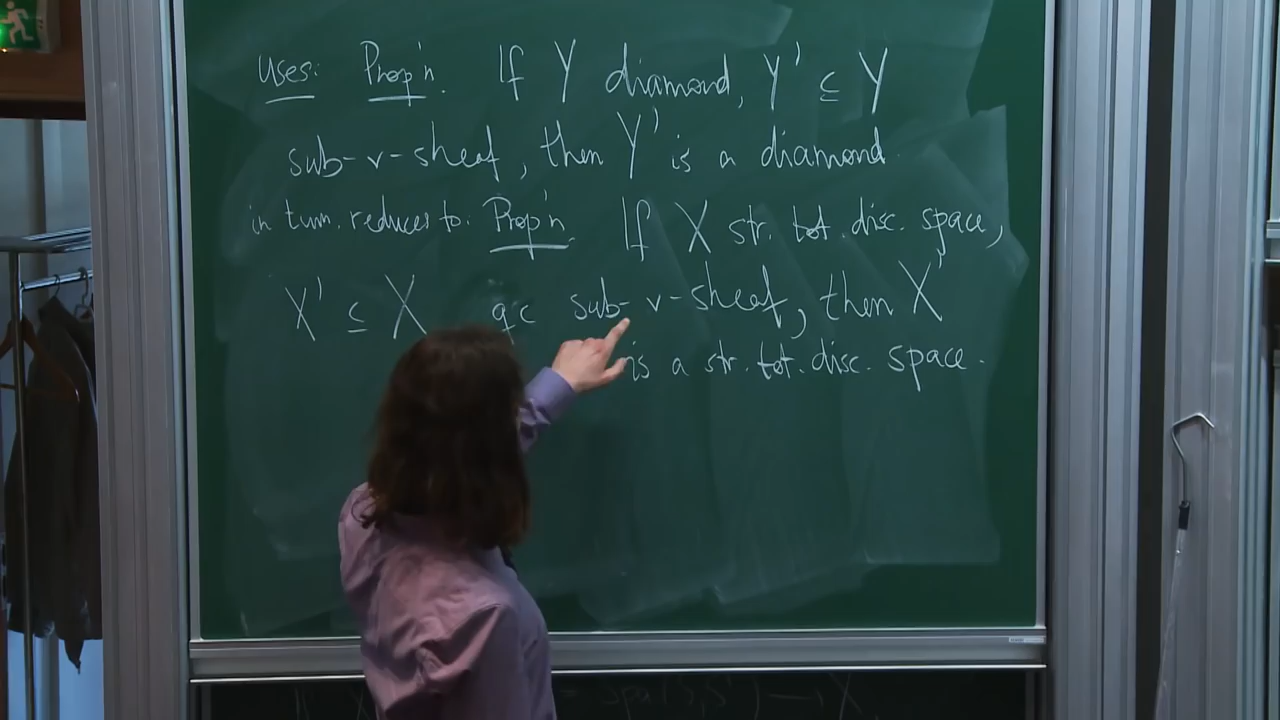 Uses: Prop'n. If Y diamond, Y' ⊆ Y
sub-v-sheaf, then Y' is a diamond.
in turn reduces to: Prop'n. If X str. tot. disc. space,
X' ⊆ X qc sub-v-sheaf, then X'
is a str. tot. disc. space.